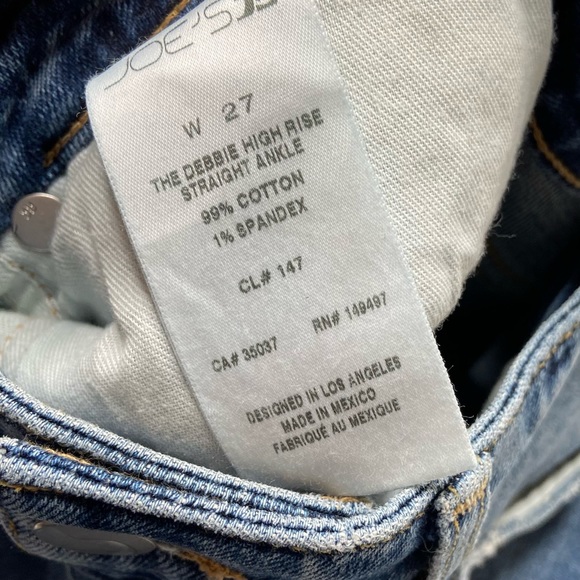 JOE'S
W 27
THE DEBBIE HIGH RISE
STRAIGHT ANKLE
99% COTTON
1% SPANDEX
CL# 147
CA# 35037 RN# 149497
DESIGNED IN LOS ANGELES
MADE IN MEXICO
FABRIQUÉ AU MEXIQUE